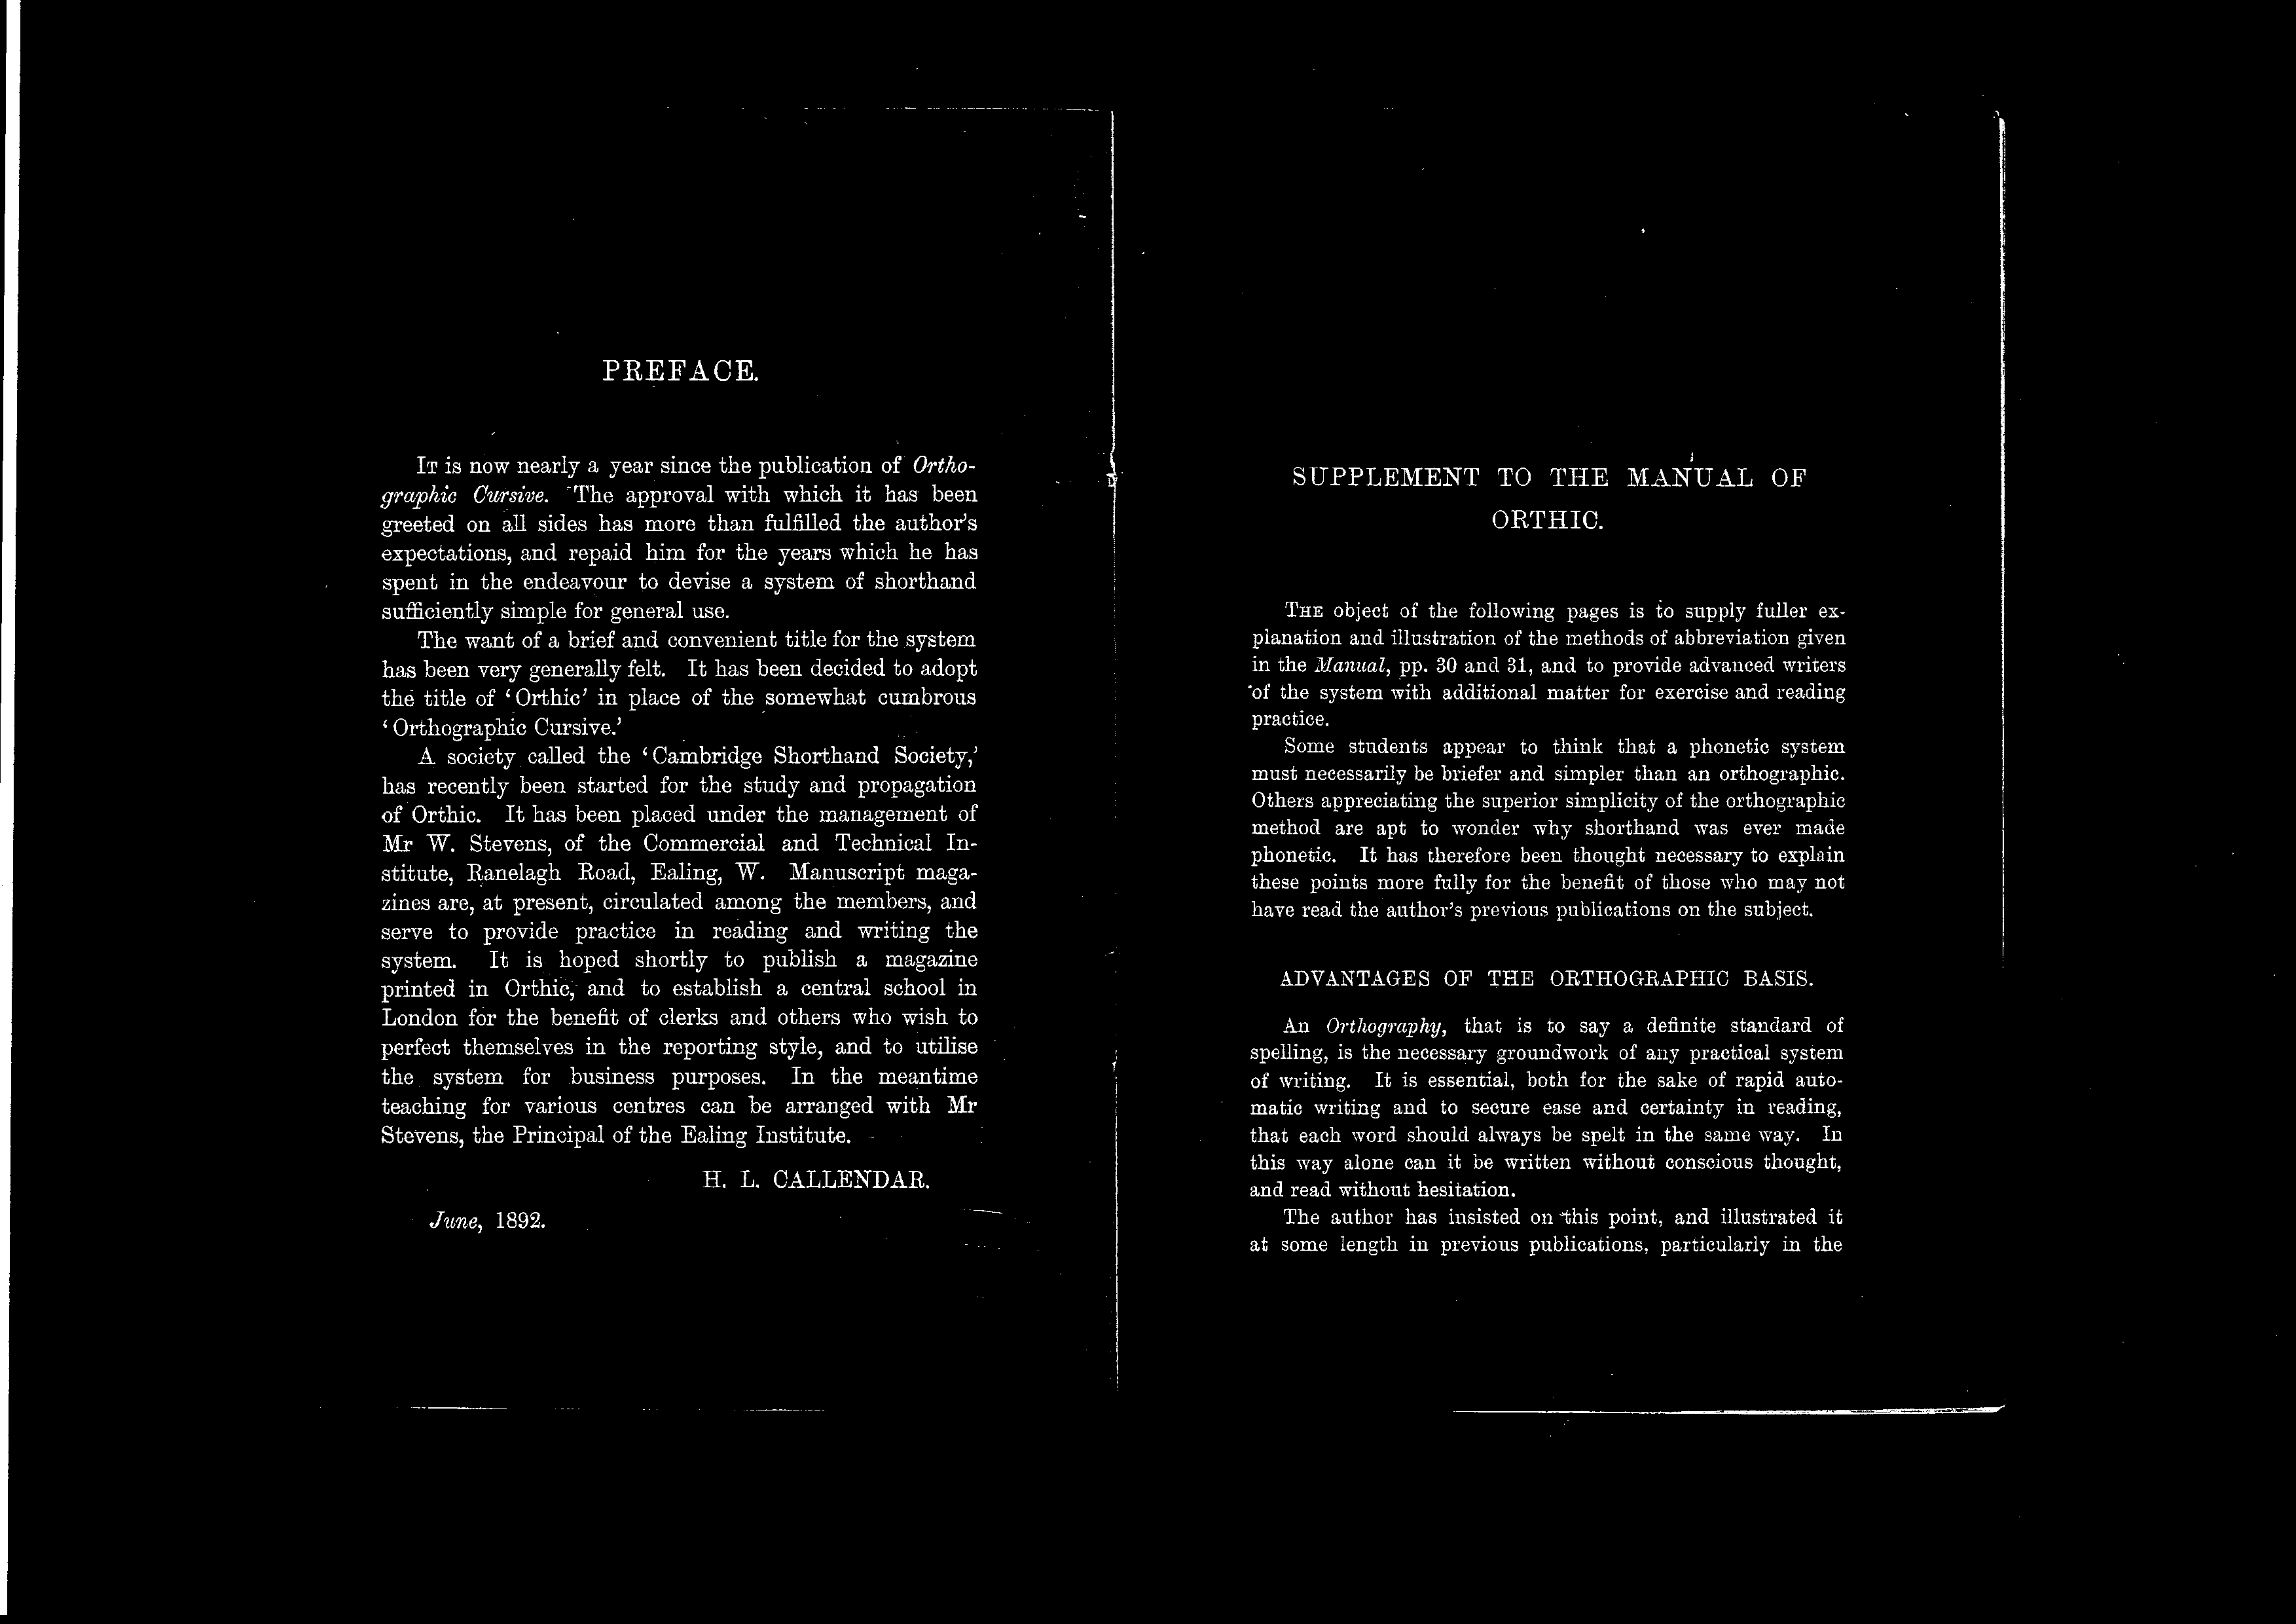 PREFACE.
IT is now nearly a year since the publication of Ortho-
graphic Cursive. The approval with which it has been
greeted on all sides has more than fulfilled the author's
expectations, and repaid him for the years which he has
spent in the endeavour to devise a system of shorthand
sufficiently simple for general use.
The want of a brief and convenient title for the system
has been very generally felt. It has been decided to adopt
the title of ‘Orthic’ in place of the somewhat cumbrous
‘Orthographic Cursive.’
A society called the ‘Cambridge Shorthand Society,’
has recently been started for the study and propagation
of Orthic. It has been placed under the management of
Mr W. Stevens, of the Commercial and Technical In-
stitute, Ranelagh Road, Ealing, W. Manuscript maga-
zines are, at present, circulated among the members, and
serve to provide practice in reading and writing the
system. It is hoped shortly to publish a magazine
printed in Orthic, and to establish a central school in
London for the benefit of clerks and others who wish to
perfect themselves in the reporting style, and to utilise
the system for business purposes. In the meantime
teaching for various centres can be arranged with Mr
Stevens, the Principal of the Ealing Institute.
H. L. CALLENDAR.
June, 1892.
SUPPLEMENT TO THE MANUAL OF
ORTHIC.
THE object of the following pages is to supply fuller ex-
planation and illustration of the methods of abbreviation given
in the Manual, pp. 30 and 31, and to provide advanced writers
of the system with additional matter for exercise and reading
practice.
Some students appear to think that a phonetic system
must necessarily be briefer and simpler than an orthographic.
Others appreciating the superior simplicity of the orthographic
method are apt to wonder why shorthand was ever made
phonetic. It has therefore been thought necessary to explain
these points more fully for the benefit of those who may not
have read the author's previous publications on the subject.
ADVANTAGES OF THE ORTHOGRAPHIC BASIS.
An Orthography, that is to say a definite standard of
spelling, is the necessary groundwork of any practical system
of writing. It is essential, both for the sake of rapid auto-
matic writing and to secure ease and certainty in reading,
that each word should always be spelt in the same way. In
this way alone can it be written without conscious thought,
and read without hesitation.
The author has insisted on this point, and illustrated it
at some length in previous publications, particularly in the